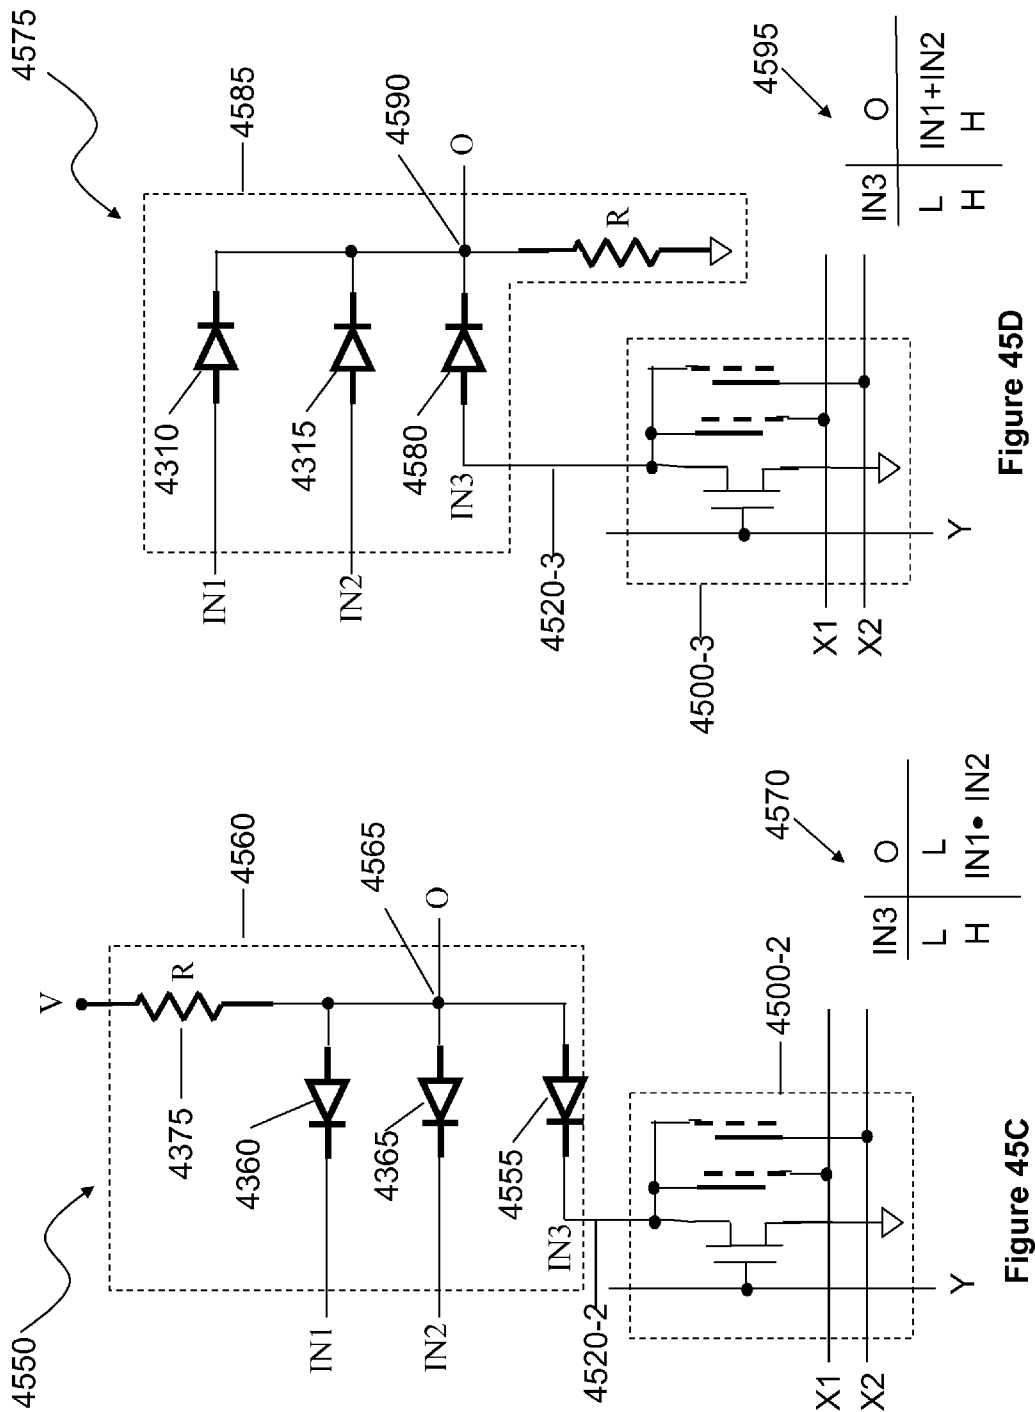 4550
V
4375
R
4560
4360
4365
4565
O
4555
IN1
IN2
IN3
4520-2
4500-2
X1
X2
Y
4570
IN3 O
L L
H IN1• IN2
Figure 45C
4575
4585
4310
4315
4580
4590
O
R
IN1
IN2
IN3
4520-3
4500-3
X1
X2
Y
4595
IN3 O
L IN1+IN2
H H
Figure 45D